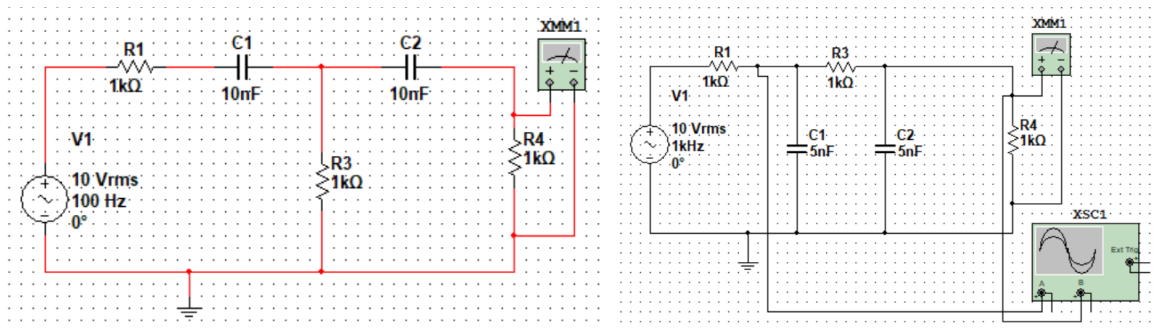 XMM1
R1
1kΩ
C1
10nF
C2
10nF
V1
10 Vrms
100 Hz
0°
R3
1kΩ
R4
1kΩ
XMM1
R1
1kΩ
R3
1kΩ
V1
10 Vrms
1kHz
0°
C1
5nF
C2
5nF
R4
1kΩ
XSC1
Ext Trig
A
B